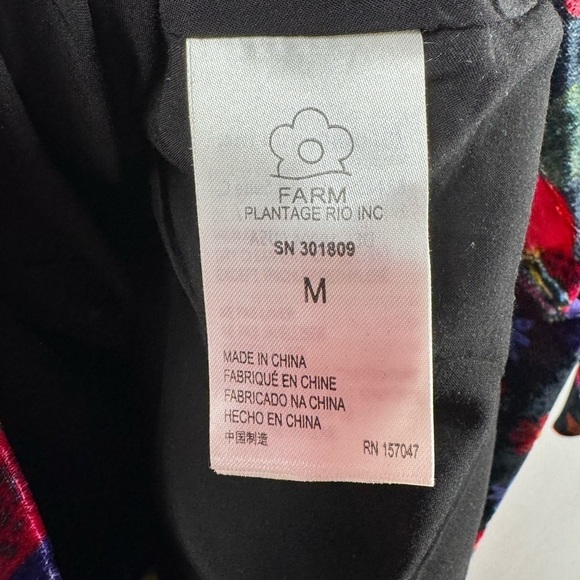 FARM
PLANTAGE RIO INC
SN 301809
M
MADE IN CHINA
FABRIQUÉ EN CHINE
FABRICADO NA CHINA
HECHO EN CHINA
中国制造
RN 157047